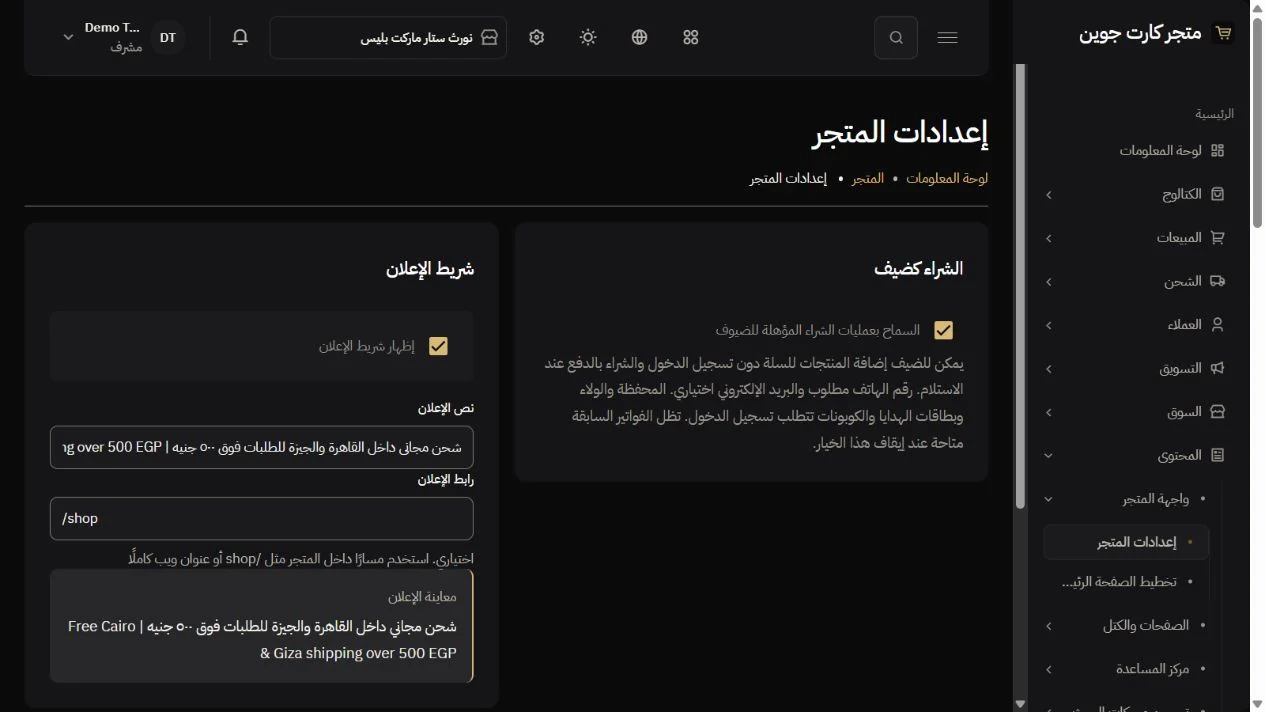 متجر كارت جوين
نورث ستار ماركت بليس
Demo T...
مشرف
DT
الرئيسية
لوحة المعلومات
الكتالوج
المبيعات
الشحن
العملاء
التسويق
السوق
المحتوى
واجهة المتجر
إعدادات المتجر
تخطيط الصفحة الرئيـ...
الصفحات والكتل
مركز المساعدة
إعدادات المتجر
لوحة المعلومات • المتجر • إعدادات المتجر
الشراء كضيف
السماح بعمليات الشراء المؤهلة للضيوف
يمكن للضيف إضافة المنتجات للسلة دون تسجيل الدخول والشراء بالدفع عند
الاستلام. رقم الهاتف مطلوب والبريد الإلكتروني اختياري. المحفظة والولاء
وبطاقات الهدايا والكوبونات تتطلب تسجيل الدخول. تظل الفواتير السابقة
متاحة عند إيقاف هذا الخيار.
شريط الإعلان
إظهار شريط الإعلان
نص الإعلان
شحن مجاني داخل القاهرة والجيزة للطلبات فوق ٥٠٠ جنيه | ng over 500 EGP
رابط الإعلان
/shop
اختياري. استخدم مسارًا داخل المتجر مثل /shop أو عنوان ويب كاملًا
معاينة الإعلان
شحن مجاني داخل القاهرة والجيزة للطلبات فوق ٥٠٠ جنيه | Free Cairo
& Giza shipping over 500 EGP